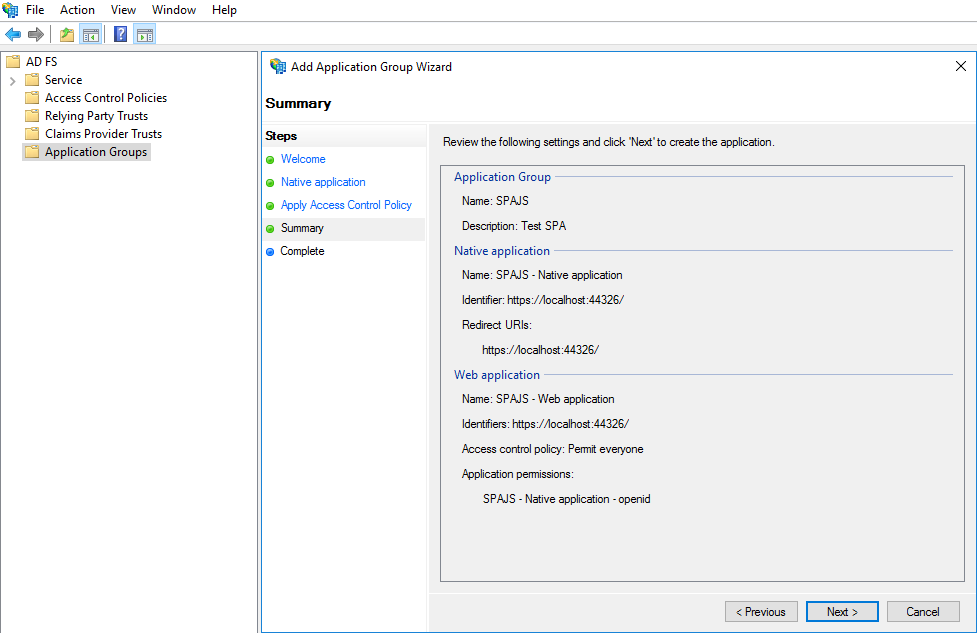 File Action View Window Help
AD FS
Service
Access Control Policies
Relying Party Trusts
Claims Provider Trusts
Application Groups
Add Application Group Wizard
Summary
Steps
Welcome
Native application
Apply Access Control Policy
Summary
Complete
Review the following settings and click 'Next' to create the application.
Application Group
Name: SPAJS
Description: Test SPA
Native application
Name: SPAJS - Native application
Identifier: https://localhost:44326/
Redirect URIs:
https://localhost:44326/
Web application
Name: SPAJS - Web application
Identifiers: https://localhost:44326/
Access control policy: Permit everyone
Application permissions:
SPAJS - Native application - openid
< Previous Next > Cancel